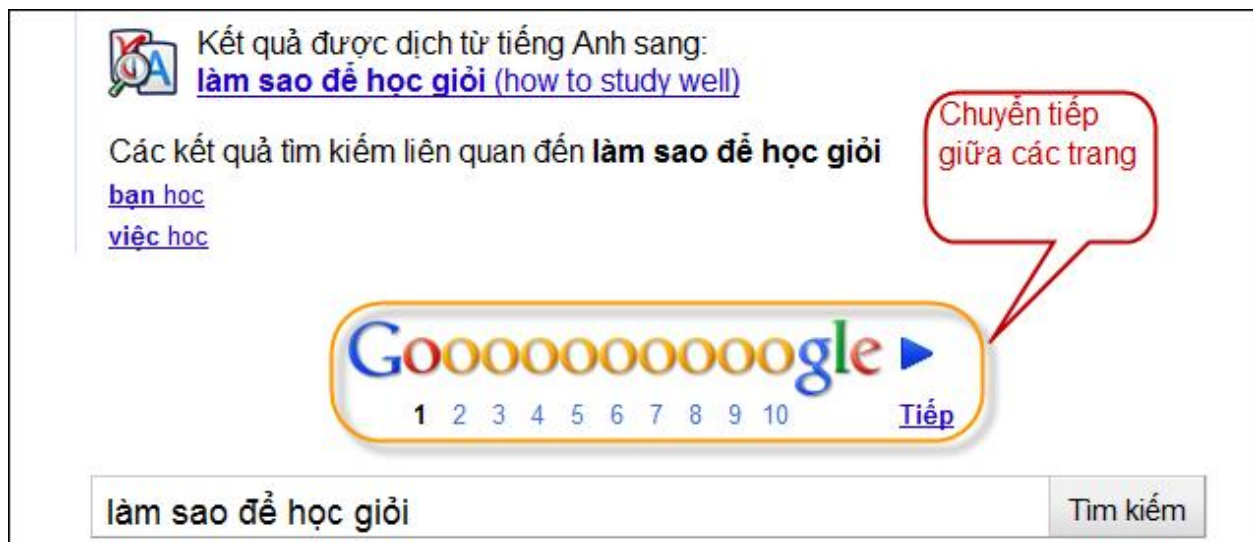 Kết quả được dịch từ tiếng Anh sang:
làm sao để học giỏi (how to study well)
Chuyển tiếp
giữa các trang
Các kết quả tìm kiếm liên quan đến làm sao để học giỏi
bạn hoc
việc hoc
Goooooooooogle
1 2 3 4 5 6 7 8 9 10 Tiếp
làm sao để học giỏi Tìm kiếm